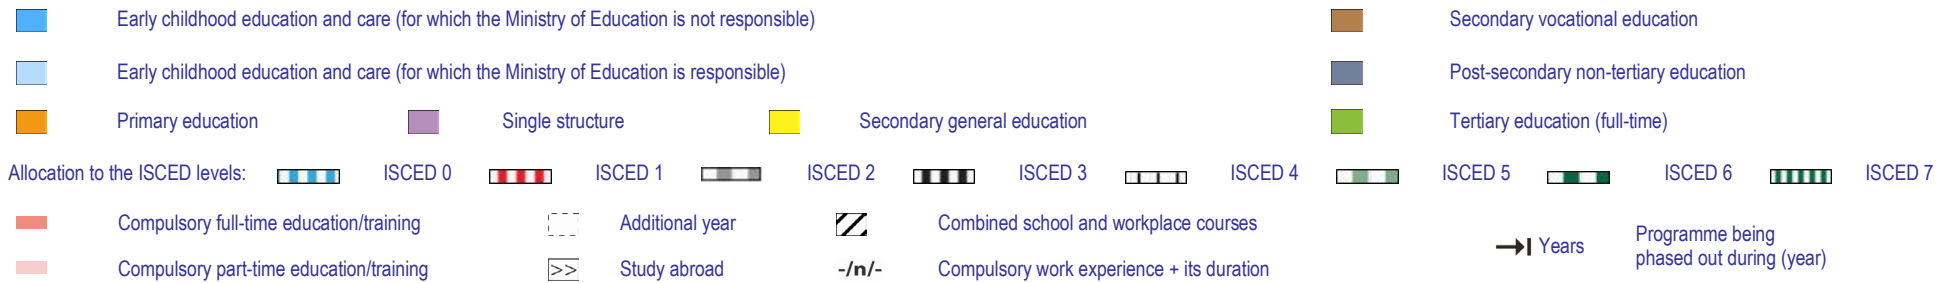 Early childhood education and care (for which the Ministry of Education is not responsible)
Secondary vocational education
Early childhood education and care (for which the Ministry of Education is responsible)
Post-secondary non-tertiary education
Primary education
Single structure
Secondary general education
Tertiary education (full-time)
Allocation to the ISCED levels:
ISCED 0
ISCED 1
ISCED 2
ISCED 3
ISCED 4
ISCED 5
ISCED 6
ISCED 7
Compulsory full-time education/training
Additional year
Combined school and workplace courses
Years
Programme being
phased out during (year)
Compulsory part-time education/training
>>
Study abroad
-/n/-
Compulsory work experience + its duration